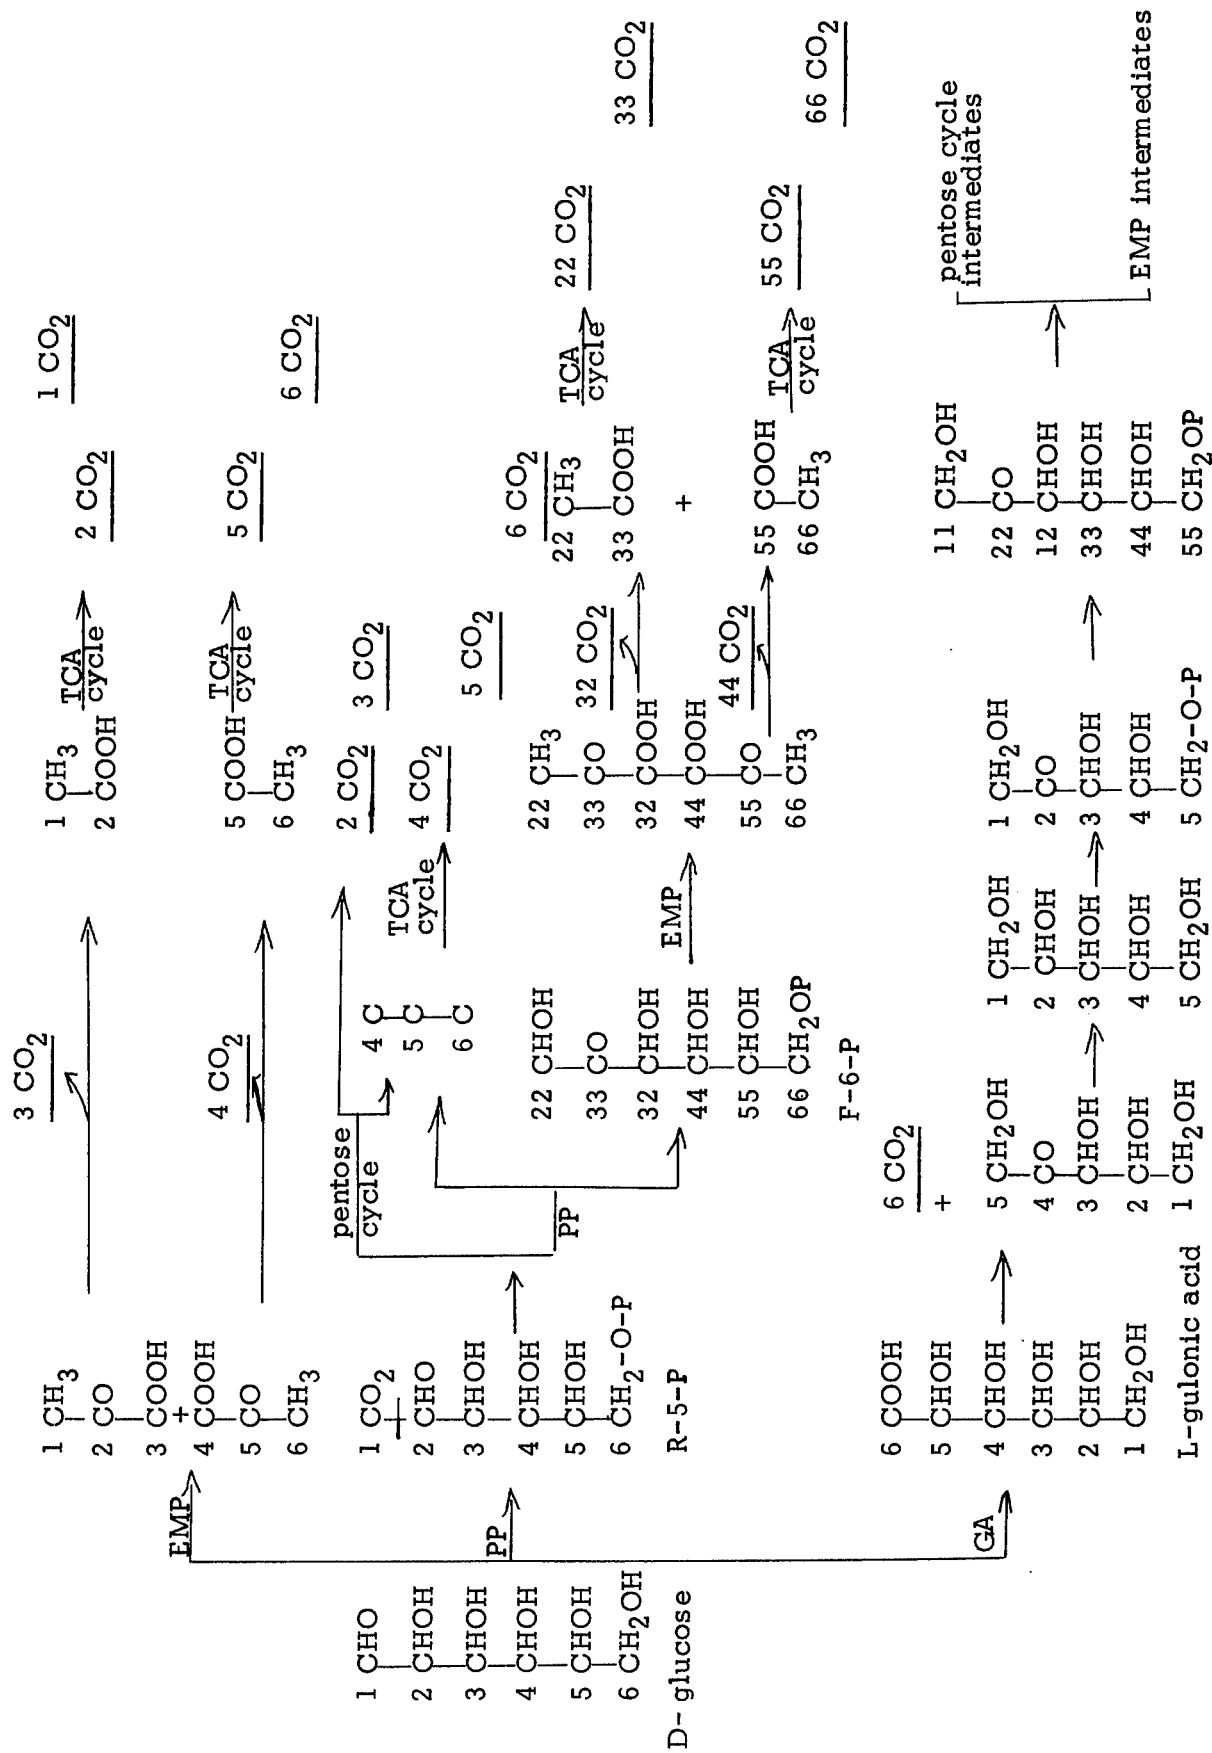 1 CHO
2 CHOH
3 CHOH
4 CHOH
5 CHOH
6 CH2OH
D- glucose
EMP
PP
GA
1 CH3
2 CO
3 COOH
+
4 COOH
5 CO
6 CH3
3 CO2
4 CO2
1 CH3
2 COOH
5 COOH
6 CH3
TCA
cycle
TCA
cycle
2 CO2
1 CO2
5 CO2
6 CO2
1 CO2
+
2 CHO
3 CHOH
4 CHOH
5 CHOH
6 CH2-O-P
R-5-P
pentose
cycle
PP
4 C
5 C
6 C
TCA
cycle
2 CO2
4 CO2
3 CO2
5 CO2
6 CO2
22 CHOH
33 CO
32 CHOH
44 CHOH
55 CHOH
66 CH2OP
F-6-P
EMP
22 CH3
33 CO
32 COOH
44 COOH
55 CO
66 CH3
32 CO2
44 CO2
22 CH3
33 COOH
+
55 COOH
66 CH3
TCA
cycle
TCA
cycle
22 CO2
33 CO2
55 CO2
66 CO2
6 COOH
5 CHOH
4 CHOH
3 CHOH
2 CHOH
1 CH2OH
L-gulonic acid
6 CO2
+
5 CH2OH
4 CO
3 CHOH
2 CHOH
1 CH2OH
1 CH2OH
2 CHOH
3 CHOH
4 CHOH
5 CH2OH
1 CH2OH
2 CO
3 CHOH
4 CHOH
5 CH2-O-P
11 CH2OH
22 CO
12 CHOH
33 CHOH
44 CHOH
55 CH2OP
pentose cycle
intermediates
EMP intermediates